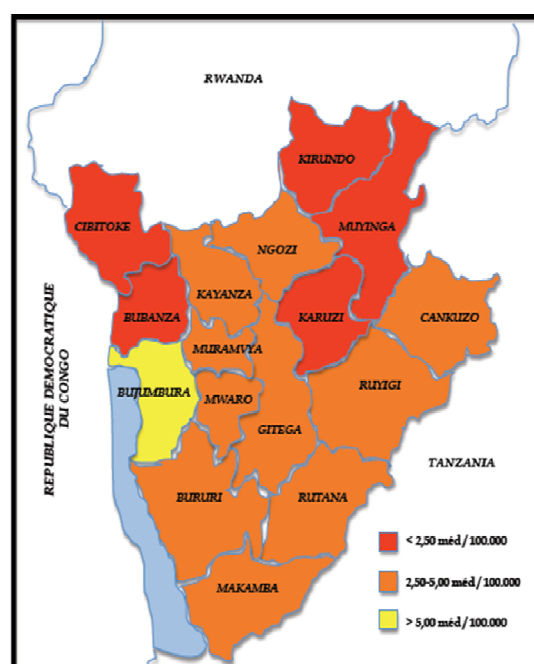 RWANDA
KIRUNDO
CIBITOKE
MUYINGA
NGOZI
KAYANZA
BUBANZA
KARUZI
CANKUZO
MURAMVYA
RUYIGI
BUJUMBURA
MWARO
GITEGA
REPUBLIQUE DEMOCRATIQUE
DU CONGO
TANZANIA
BURURI
RUTANA
MAKAMBA
< 2,50 méd / 100.000
2,50-5,00 méd / 100.000
> 5,00 méd / 100.000